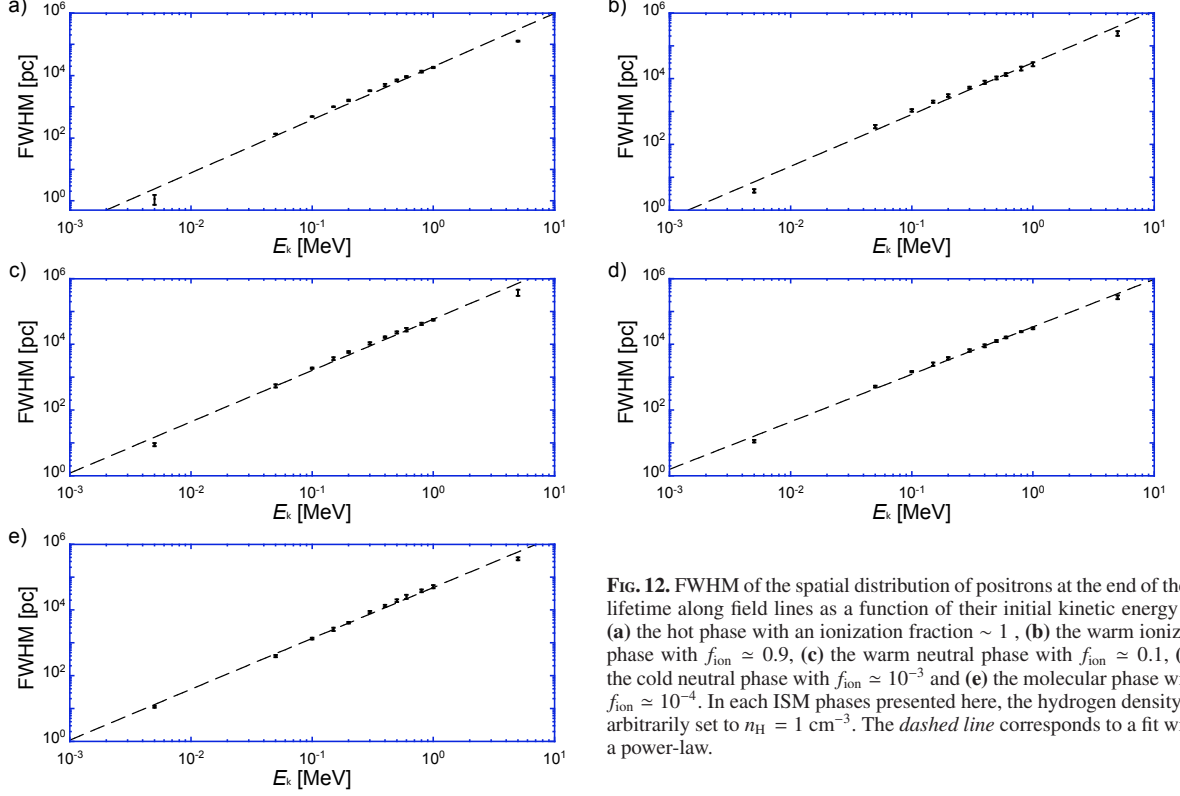 a)
FWHM [pc]
10⁶
10⁴
10²
10⁰
10⁻³ 10⁻² 10⁻¹ 10⁰ 10¹
Eₖ [MeV]
b)
FWHM [pc]
10⁶
10⁴
10²
10⁰
10⁻³ 10⁻² 10⁻¹ 10⁰ 10¹
Eₖ [MeV]
c)
FWHM [pc]
10⁶
10⁴
10²
10⁰
10⁻³ 10⁻² 10⁻¹ 10⁰ 10¹
Eₖ [MeV]
d)
FWHM [pc]
10⁶
10⁴
10²
10⁰
10⁻³ 10⁻² 10⁻¹ 10⁰ 10¹
Eₖ [MeV]
e)
FWHM [pc]
10⁶
10⁴
10²
10⁰
10⁻³ 10⁻² 10⁻¹ 10⁰ 10¹
Eₖ [MeV]
FIG. 12. FWHM of the spatial distribution of positrons at the end of the
lifetime along field lines as a function of their initial kinetic energy
(a) the hot phase with an ionization fraction ~ 1 , (b) the warm ioniz
phase with f_ion ≃ 0.9, (c) the warm neutral phase with f_ion ≃ 0.1, (
the cold neutral phase with f_ion ≃ 10⁻³ and (e) the molecular phase wi
f_ion ≃ 10⁻⁴. In each ISM phases presented here, the hydrogen density
arbitrarily set to n_H = 1 cm⁻³. The dashed line corresponds to a fit wi
a power-law.